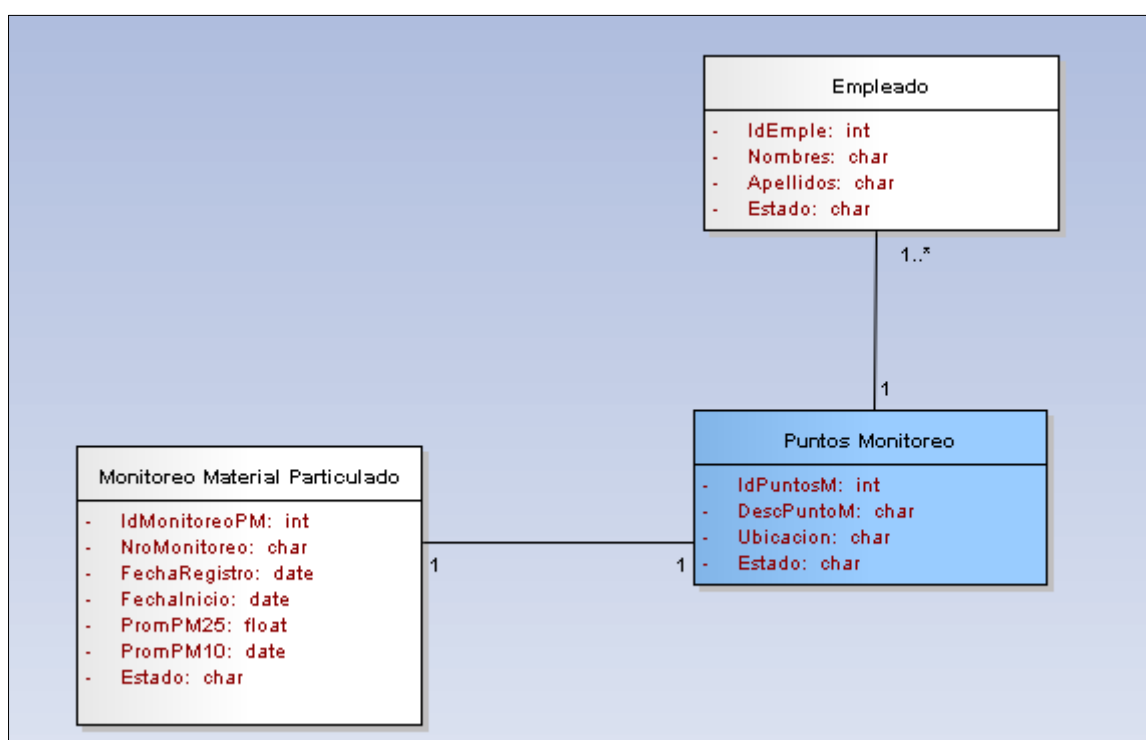 Empleado
- IdEmple: int
- Nombres: char
- Apellidos: char
- Estado: char
1..*
1
Puntos Monitoreo
- IdPuntosM: int
- DescPuntoM: char
- Ubicacion: char
- Estado: char
Monitoreo Material Particulado
- IdMonitoreoPM: int
- NroMonitoreo: char
- FechaRegistro: date
- FechaInicio: date
- PromPM25: float
- PromPM10: date
- Estado: char
1
1